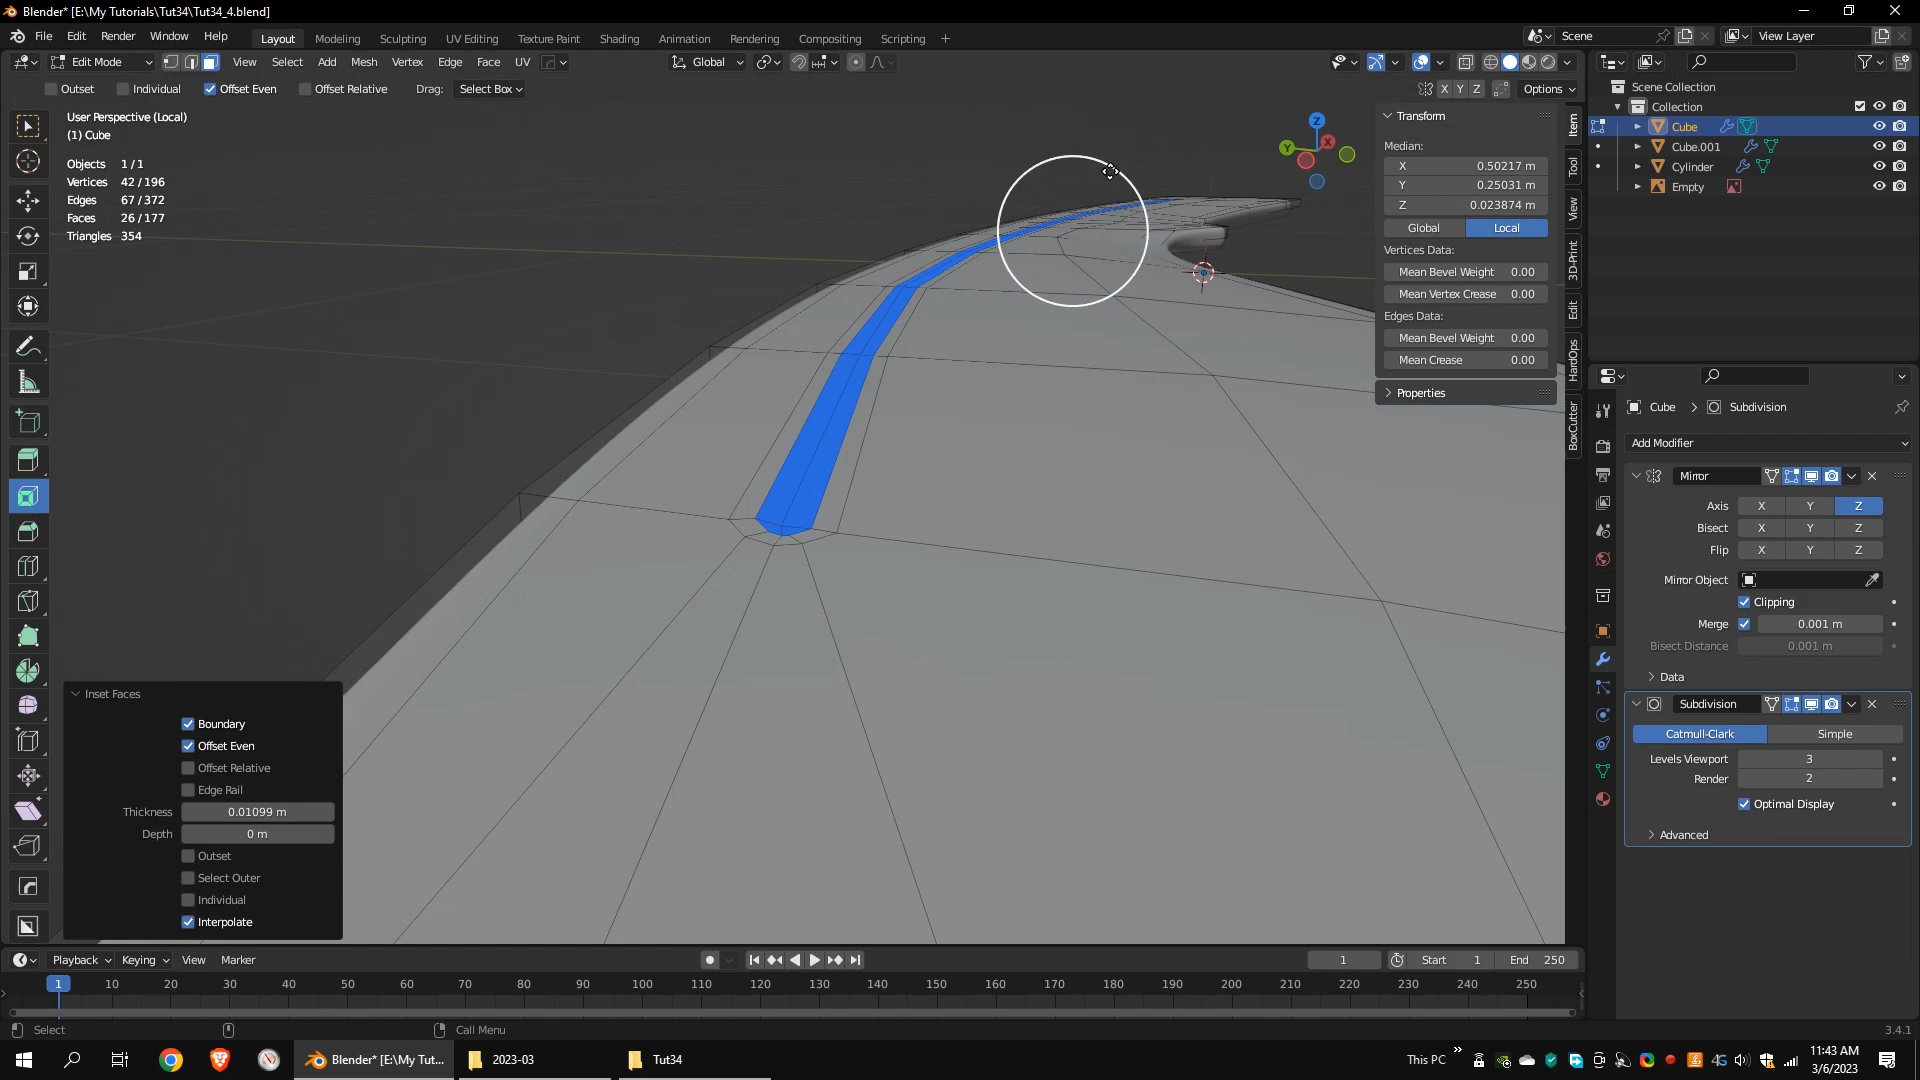 Blender* [E:\My Tutorials\Tut34\Tut34_4.blend]
File Edit Render Window Help
Layout Modeling Sculpting UV Editing Texture Paint Shading Animation Rendering Compositing Scripting +
Scene
View Layer
Edit Mode View Select Add Mesh Vertex Edge Face UV
Global
Outset Individual Offset Even Offset Relative Drag: Select Box
X Y Z Options
User Perspective (Local)
(1) Cube
Objects 1/1
Vertices 42/196
Edges 67/372
Faces 26/177
Triangles 354
Z
Y
X
Transform
Median:
X 0.50217 m
Y 0.25031 m
Z 0.023874 m
Global Local
Vertices Data:
Mean Bevel Weight 0.00
Mean Vertex Crease 0.00
Edges Data:
Mean Bevel Weight 0.00
Mean Crease 0.00
Properties
Item
Tool
View
3D-Print
Edit
HardOps
BoxCutter
Scene Collection
Collection
Cube
Cube.001
Cylinder
Empty
Cube Subdivision
Add Modifier
Mirror
Axis X Y Z
Bisect X Y Z
Flip X Y Z
Mirror Object
Clipping
Merge 0.001 m
Bisect Distance 0.001 m
Data
Subdivision
Catmull-Clark Simple
Levels Viewport 3
Render 2
Optimal Display
Advanced
Inset Faces
Boundary
Offset Even
Offset Relative
Edge Rail
Thickness 0.01099 m
Depth 0 m
Outset
Select Outer
Individual
Interpolate
Playback Keying View Marker
1 Start 1 End 250
1 10 20 30 40 50 60 70 80 90 100 110 120 130 140 150 160 170 180 190 200 210 220 230 240 250
Select Call Menu
3.4.1
Blender* [E:\My Tut... 2023-03 Tut34
This PC
4G
11:43 AM
3/6/2023